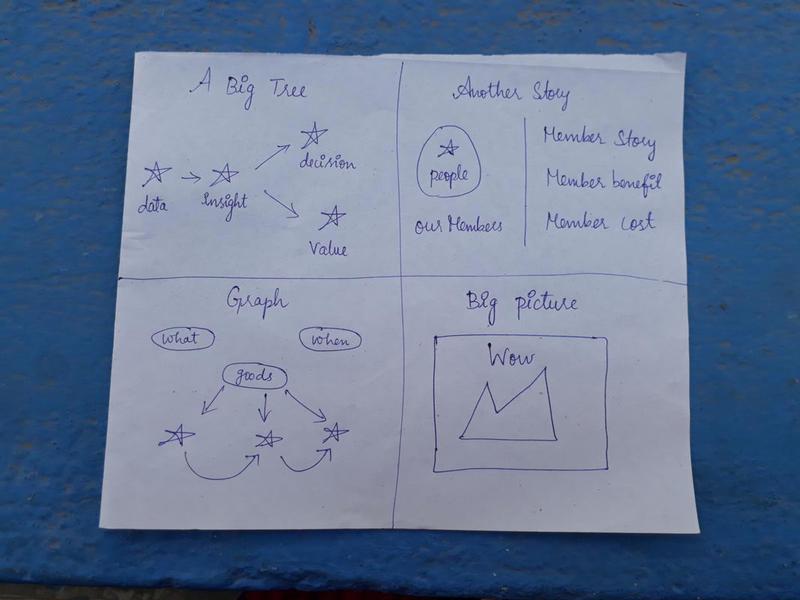 A Big Tree
data
Insight
decision
Value
Another Story
people
our Members
Member Story
Member benefit
Member cost
Graph
what
when
goods
Big picture
Wow